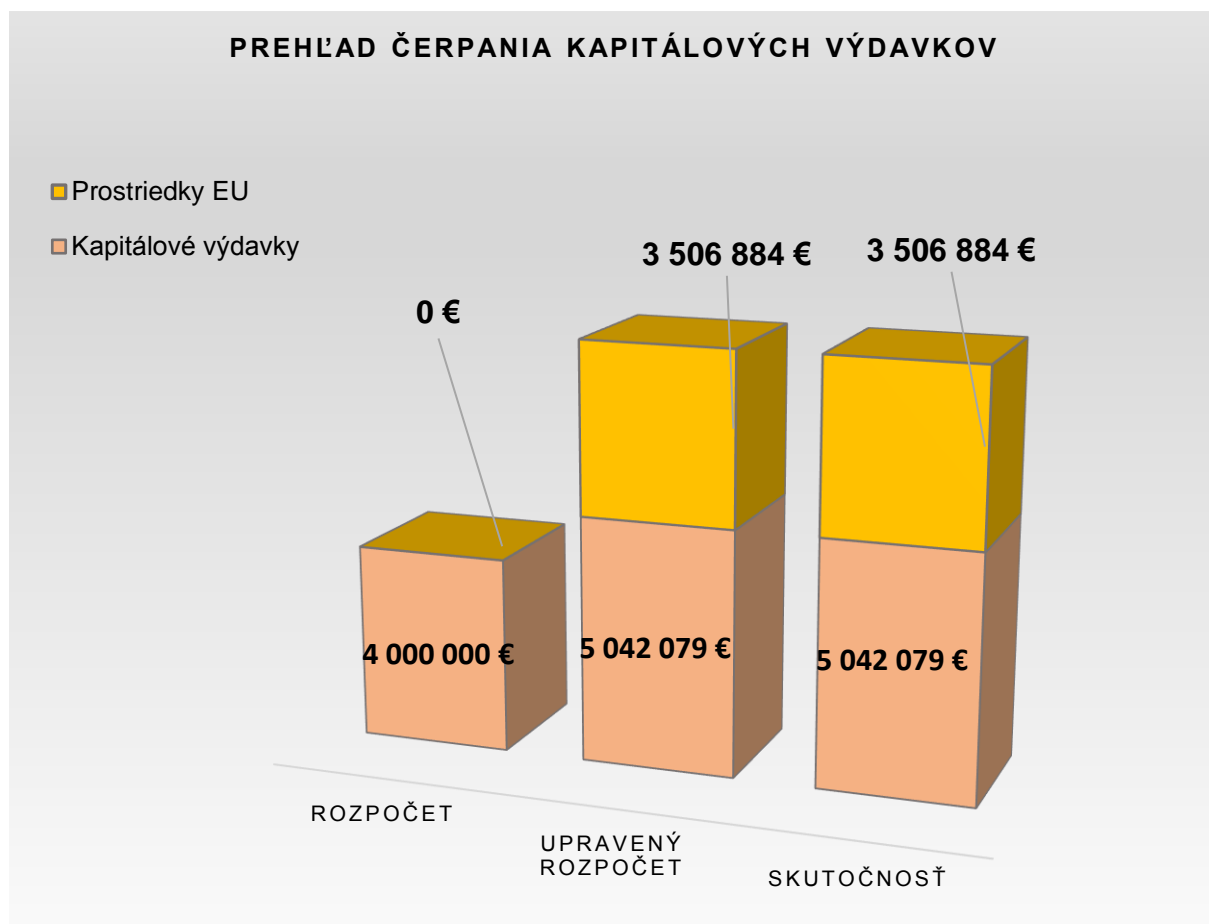 PREHĽAD ČERPANIA KAPITÁLOVÝCH VÝDAVKOV
Prostriedky EU
Kapitálové výdavky
0 €
3 506 884 €
3 506 884 €
4 000 000 €
5 042 079 €
5 042 079 €
ROZPOČET
UPRAVENÝ
ROZPOČET
SKUTOČNOSŤ